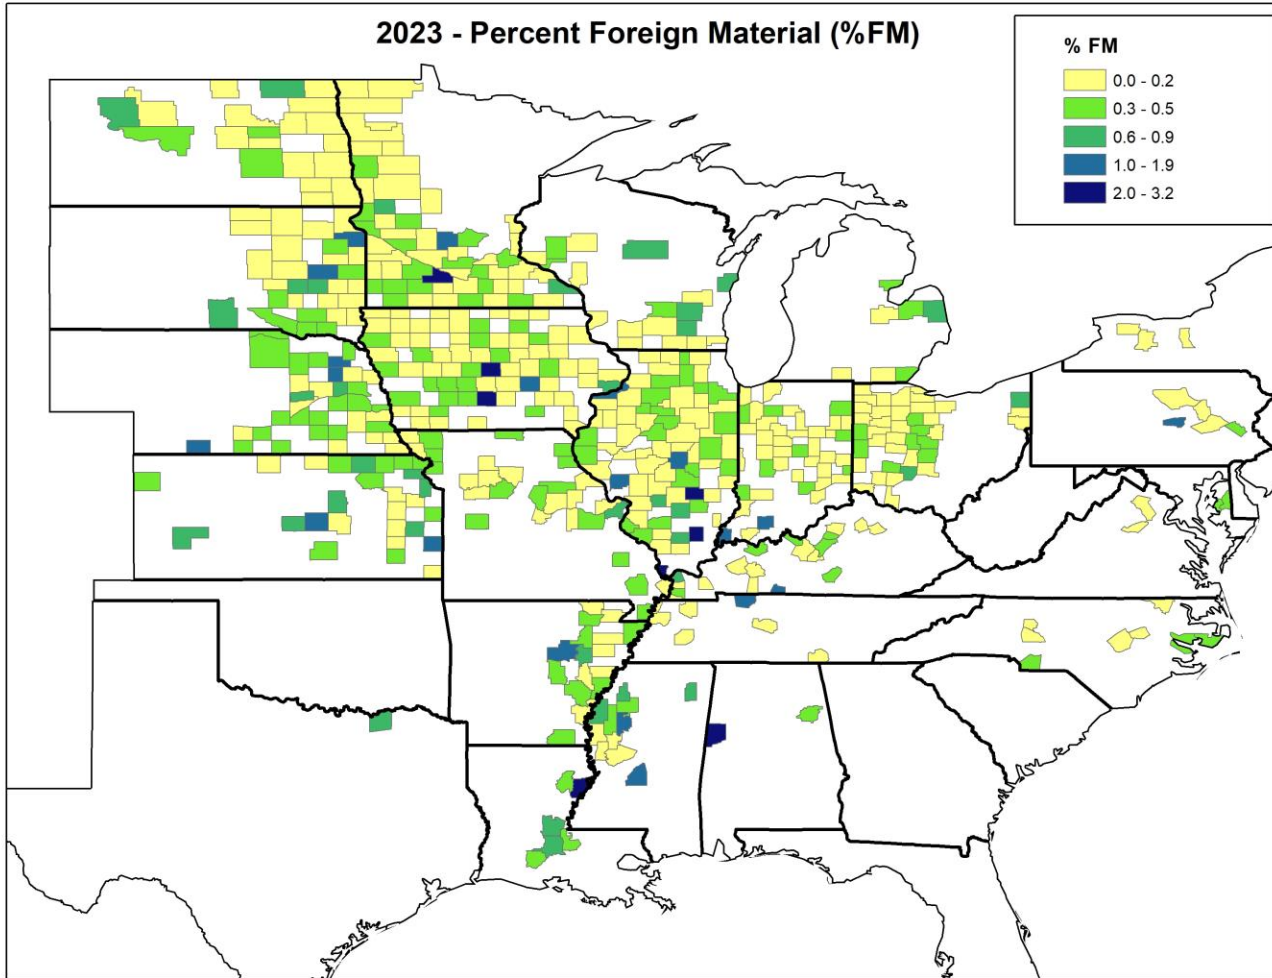 2023 - Percent Foreign Material (%FM)
% FM
0.0 - 0.2
0.3 - 0.5
0.6 - 0.9
1.0 - 1.9
2.0 - 3.2